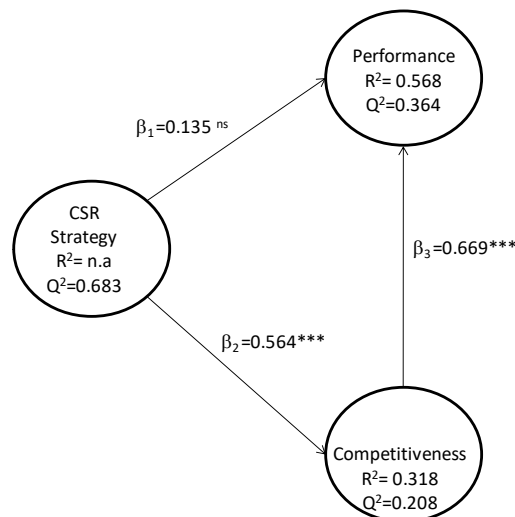 Performance
R²= 0.568
Q²=0.364
β₁=0.135 ⁿˢ
CSR
Strategy
R²= n.a
Q²=0.683
β₃=0.669***
β₂=0.564***
Competitiveness
R²= 0.318
Q²=0.208